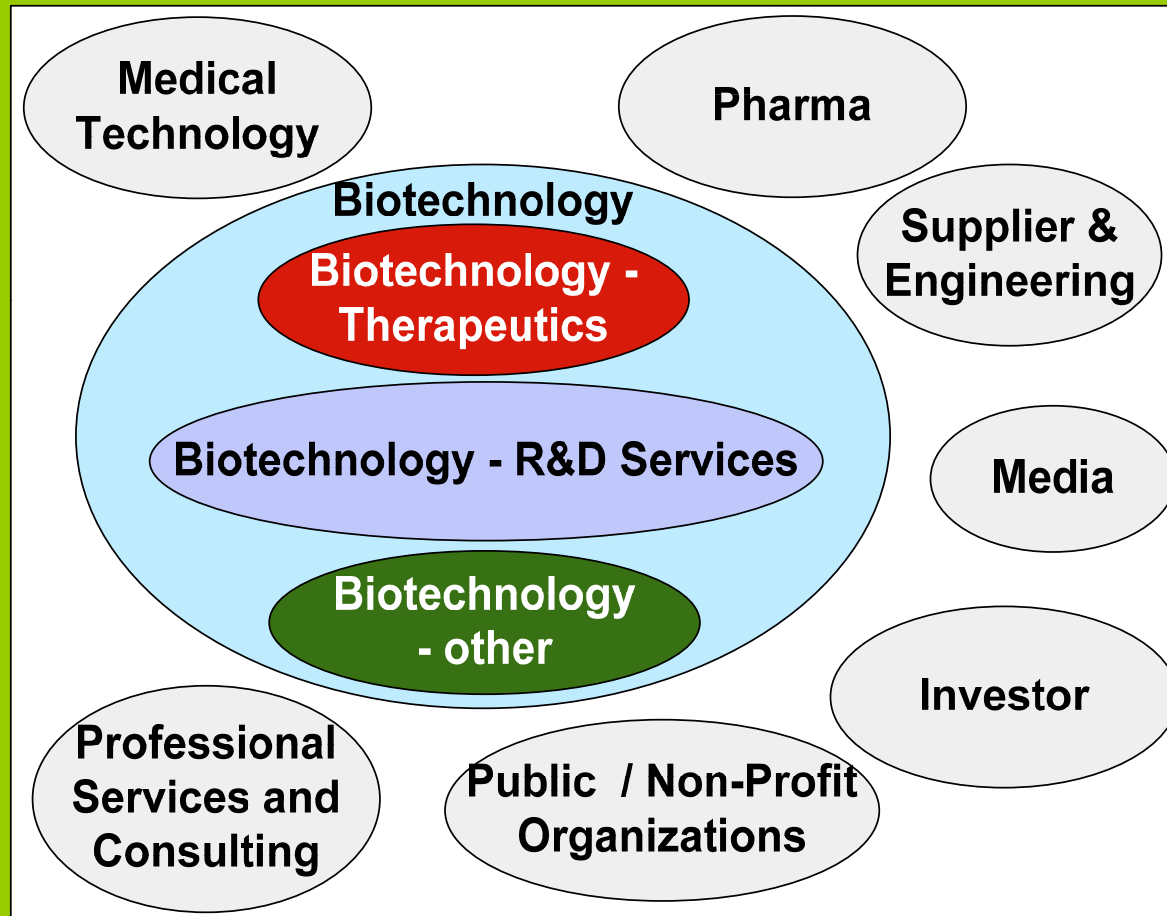 Medical
Technology
Pharma
Biotechnology
Supplier &
Engineering
Biotechnology -
Therapeutics
Biotechnology - R&D Services
Media
Biotechnology
- other
Investor
Professional
Services and
Consulting
Public / Non-Profit
Organizations